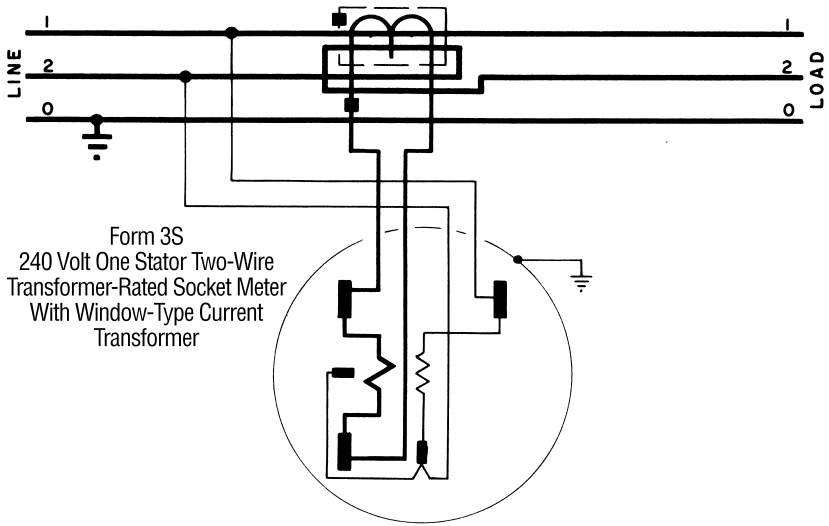 1
1
LINE
2
2
LOAD
0
0
Form 3S
240 Volt One Stator Two-Wire
Transformer-Rated Socket Meter
With Window-Type Current
Transformer